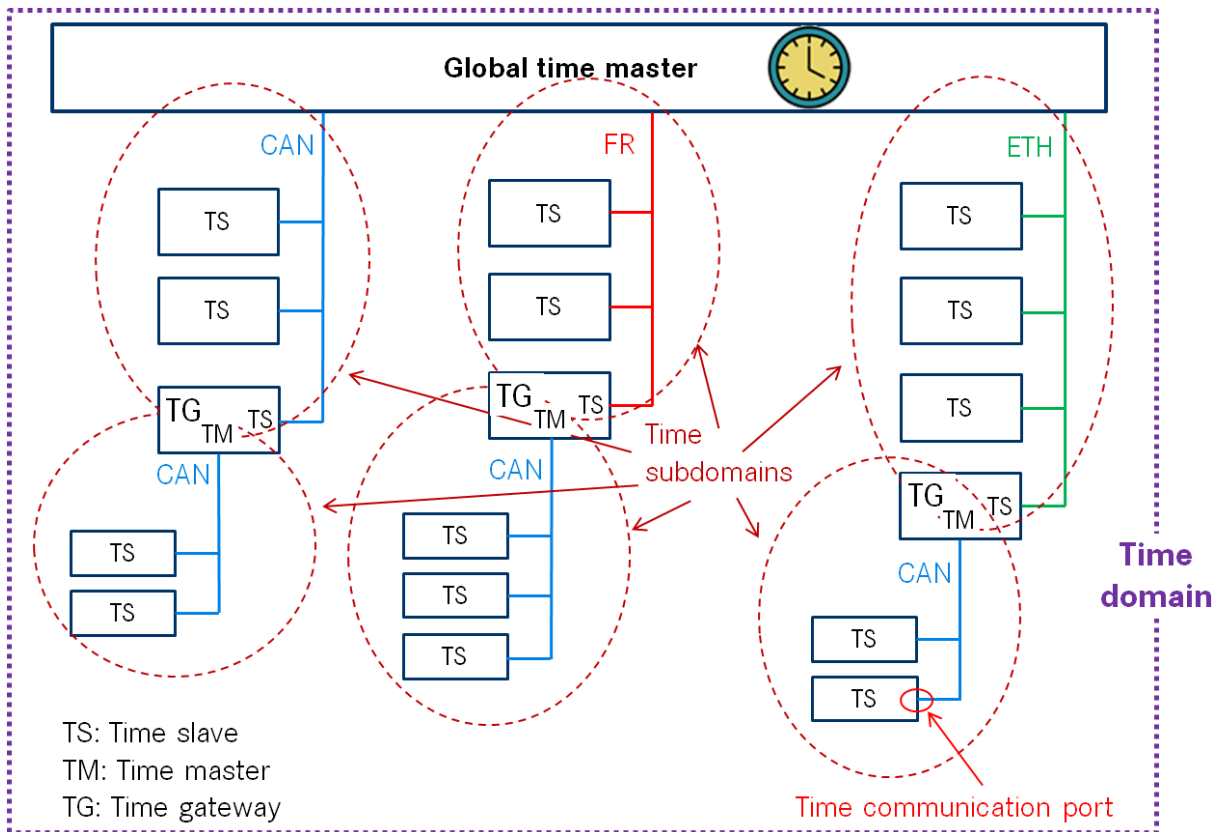 Global time master
CAN
FR
ETH
TS
TS
TS
TS
TS
TS
TS
TG
TM
TS
TG
TM
TS
TG
TM
TS
Time
subdomains
CAN
CAN
CAN
TS
TS
TS
TS
TS
TS
TS
Time
domain
TS: Time slave
TM: Time master
TG: Time gateway
Time communication port